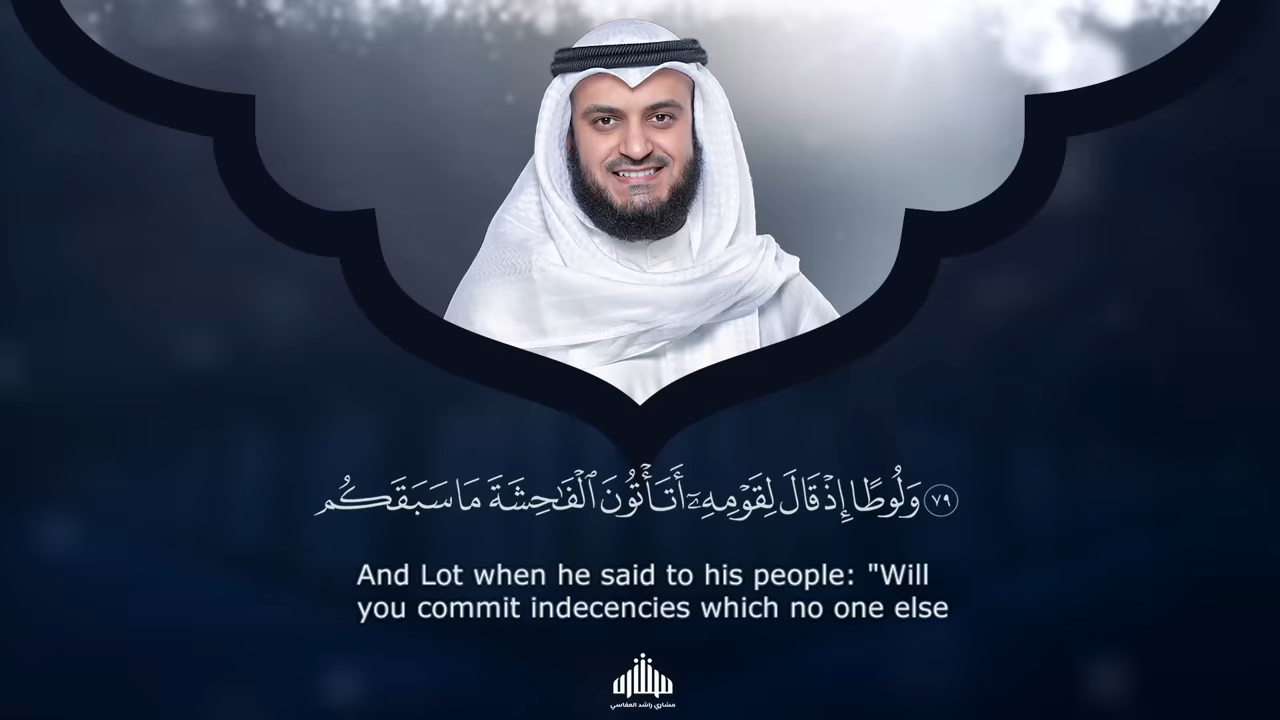 ٧٩ وَلُوطًا إِذْ قَالَ لِقَوْمِهِۦٓ أَتَأْتُونَ ٱلْفَٰحِشَةَ مَا سَبَقَكُم
And Lot when he said to his people: "Will
you commit indecencies which no one else
مشاري راشد العفاسي